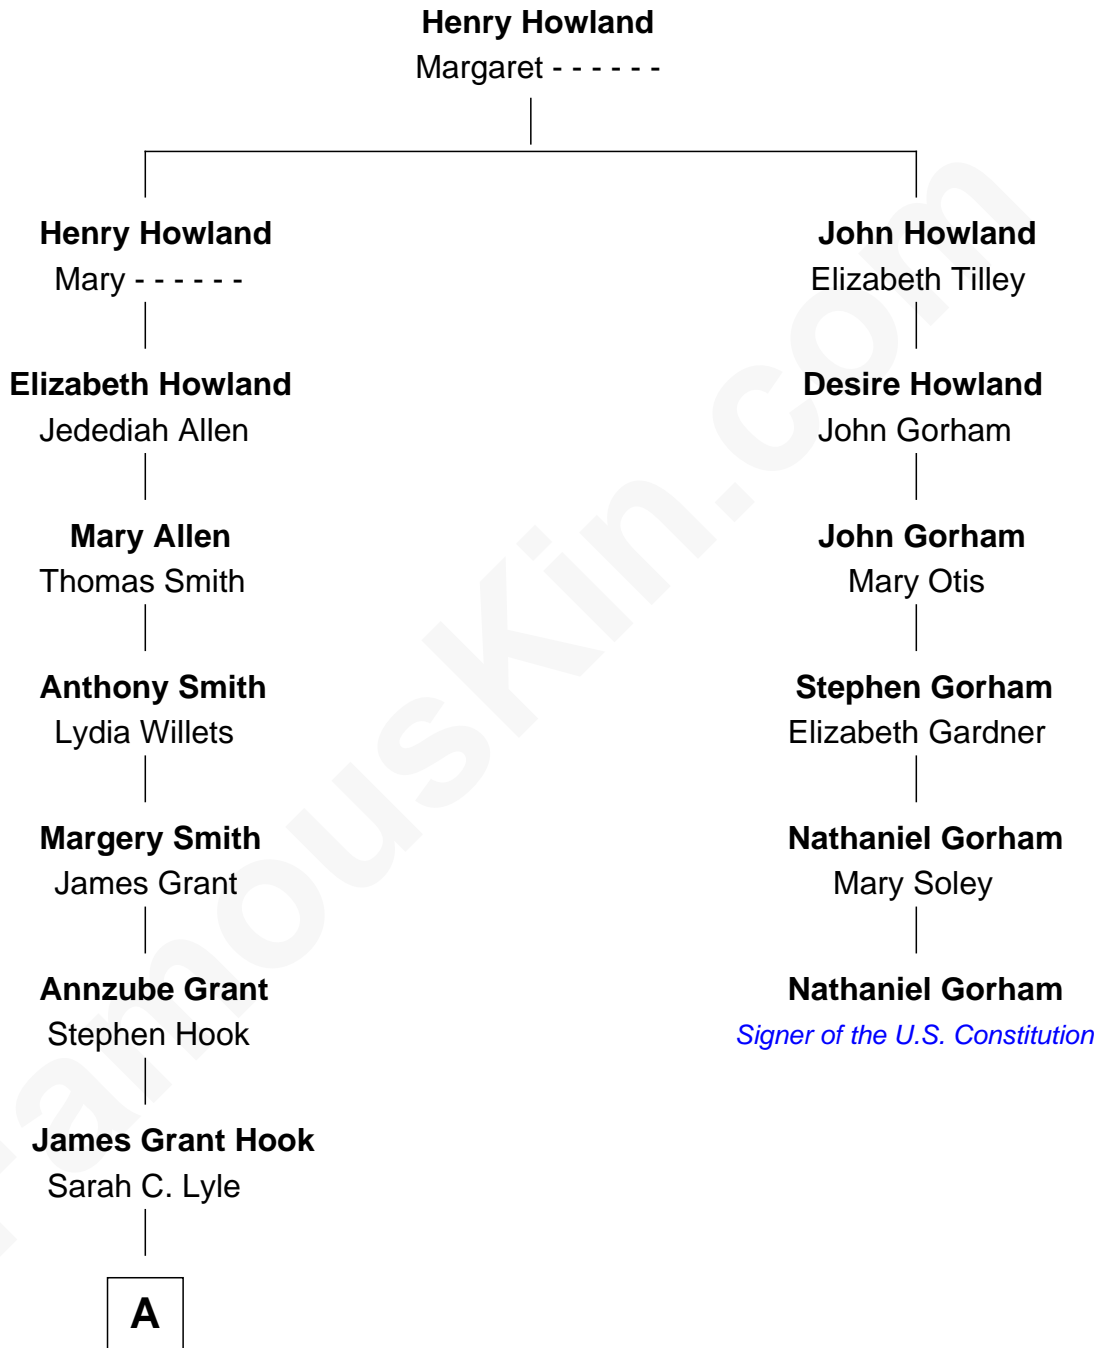 Henry Howland
Margaret - - - - - -
Henry Howland
Mary - - - - - -
John Howland
Elizabeth Tilley
Elizabeth Howland
Jedediah Allen
Desire Howland
John Gorham
Mary Allen
Thomas Smith
John Gorham
Mary Otis
Anthony Smith
Lydia Willets
Stephen Gorham
Elizabeth Gardner
Margery Smith
James Grant
Nathaniel Gorham
Mary Soley
Annzube Grant
Stephen Hook
Nathaniel Gorham
Signer of the U.S. Constitution
James Grant Hook
Sarah C. Lyle
A
FamousKin.com